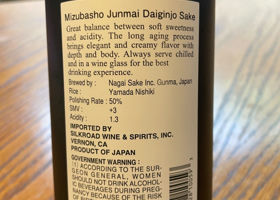 Mizubasho Junmai Daiginjo Sake
Great balance between soft sweetness
and acidity. The long aging process
brings elegant and creamy flavor with
depth and body. Always serve chilled
and in a wine glass for the best
drinking experience.
Brewed by : Nagai Sake Inc. Gunma, Japan
Rice : Yamada Nishiki
Polishing Rate : 50%
SMV : +3
Acidity : 1.3
IMPORTED BY
SILKROAD WINE & SPIRITS, INC.
VERNON, CA
PRODUCT OF JAPAN
GOVERNMENT WARNING :
(1) ACCORDING TO THE SUR-
GEON GENERAL, WOMEN
SHOULD NOT DRINK ALCOHOL-
IC BEVERAGES DURING PREG-
NANCY BECAUSE OF THE RISK